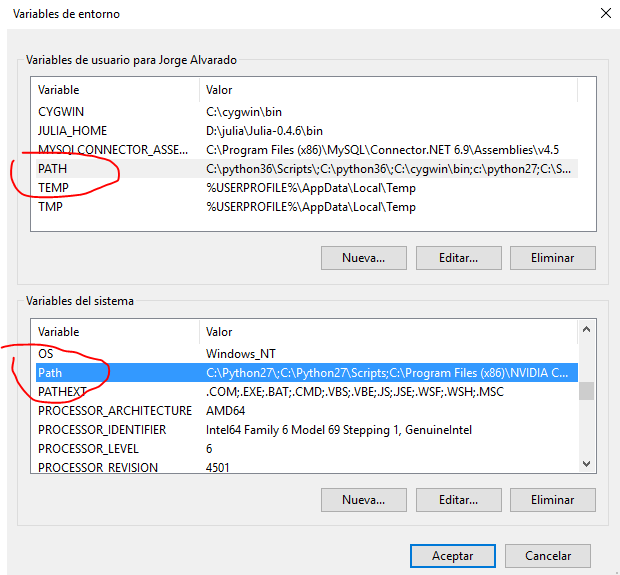 Variables de entorno
Variables de usuario para Jorge Alvarado
Variable Valor
CYGWIN C:\cygwin\bin
JULIA_HOME D:\julia\Julia-0.4.6\bin
MYSQLCONNECTOR_ASSE... C:\Program Files (x86)\MySQL\Connector.NET 6.9\Assemblies\v4.5
PATH C:\python36\Scripts\;C:\python36\;C:\cygwin\bin;c:\python27;C:\S...
TEMP %USERPROFILE%\AppData\Local\Temp
TMP %USERPROFILE%\AppData\Local\Temp
Nueva... Editar... Eliminar
Variables del sistema
Variable Valor
OS Windows_NT
Path C:\Python27\;C:\Python27\Scripts;C:\Program Files (x86)\NVIDIA C...
PATHEXT .COM;.EXE;.BAT;.CMD;.VBS;.VBE;.JS;.JSE;.WSF;.WSH;.MSC
PROCESSOR_ARCHITECTURE AMD64
PROCESSOR_IDENTIFIER Intel64 Family 6 Model 69 Stepping 1, GenuineIntel
PROCESSOR_LEVEL 6
PROCESSOR_REVISION 4501
Nueva... Editar... Eliminar
Aceptar Cancelar